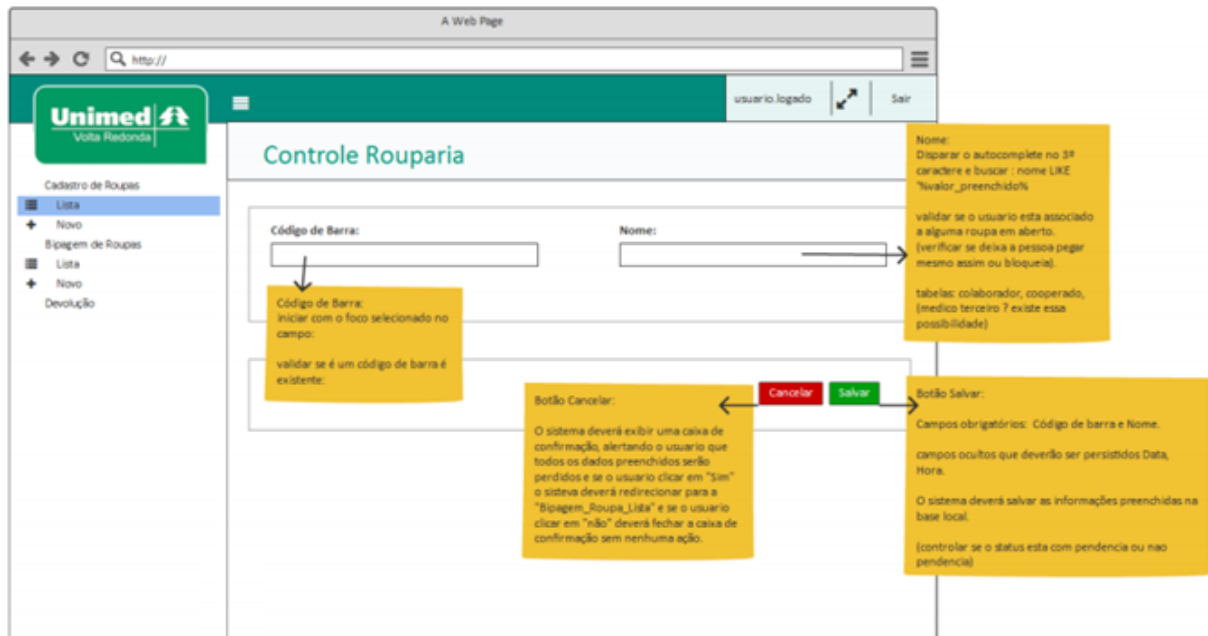 A Web Page
http://
Unimed
Volta Redonda
usuario.logado
Sair
Controle Rouparia
Cadastro de Roupas
Lista
Novo
Bipagem de Roupas
Lista
Novo
Devolução
Código de Barra:
Nome:
Código de Barra:
iniciar com o foco selecionado no
campo:
validar se é um código de barra é
existente:
Nome:
Disparar o autocomplete no 3º
caractere e buscar : nome LIKE
"%valor_preenchido%
validar se o usuario esta associado
a alguma roupa em aberto.
(verificar se deixa a pessoa pegar
mesmo assim ou bloqueia).
tabelas: colaborador, cooperado,
(medico terceiro ? existe essa
possibilidade)
Cancelar
Salvar
Botão Cancelar:
O sistema deverá exibir uma caixa de
confirmação, alertando o usuario que
todos os dados preenchidos serão
perdidos e se o usuario clicar em "Sim"
o sisteva deverá redirecionar para a
"Bipagem_Roupa_Lista" e se o usuario
clicar em "não" deverá fechar a caixa de
confirmação sem nenhuma ação.
Botão Salvar:
Campos obrigatórios: Código de barra e Nome.
campos ocultos que deverão ser persistidos Data,
Hora.
O sistema deverá salvar as informações preenchidas na
base local.
(controlar se o status esta com pendencia ou nao
pendencia)